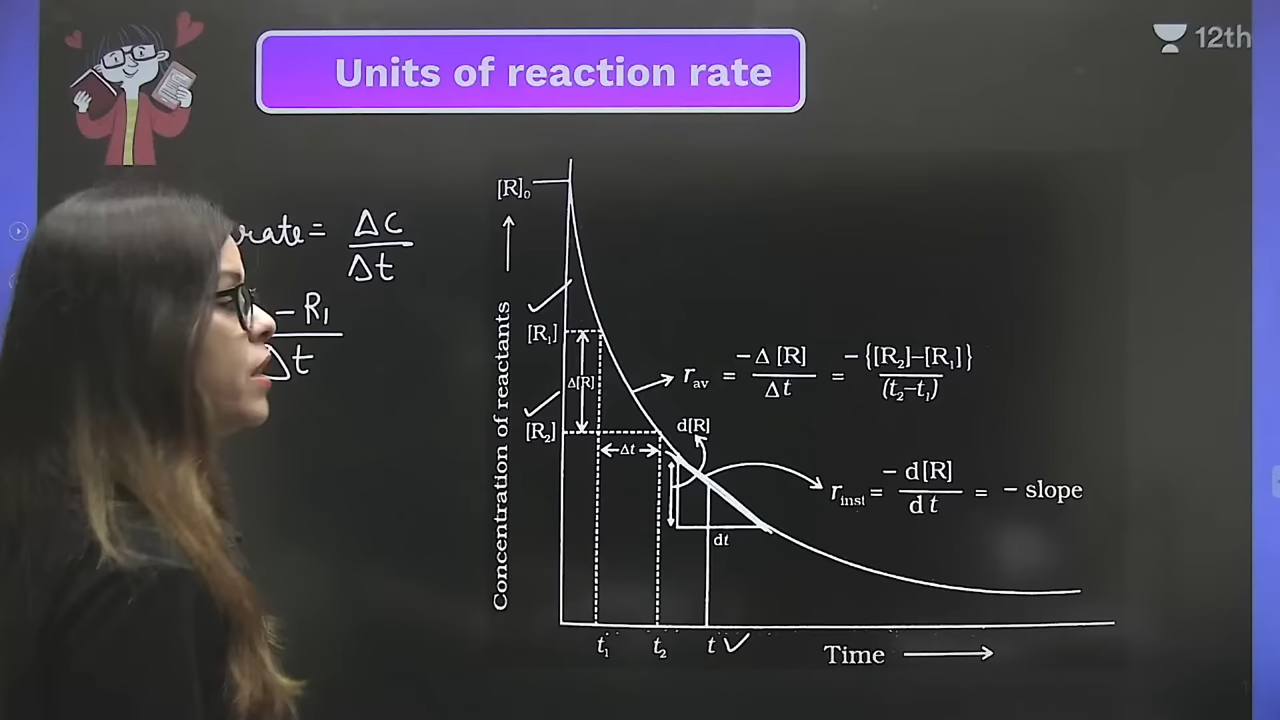 Units of reaction rate
12th
rate = ΔC
Δt
- R₁
Δt
[R]₀
Concentration of reactants
[R₁]
Δ[R]
[R₂]
Δt
r_av = -Δ[R] / Δt = -{[R₂]–[R₁]} / (t₂–t₁)
d[R]
r_inst = -d[R] / dt = - slope
dt
t₁
t₂
t
Time